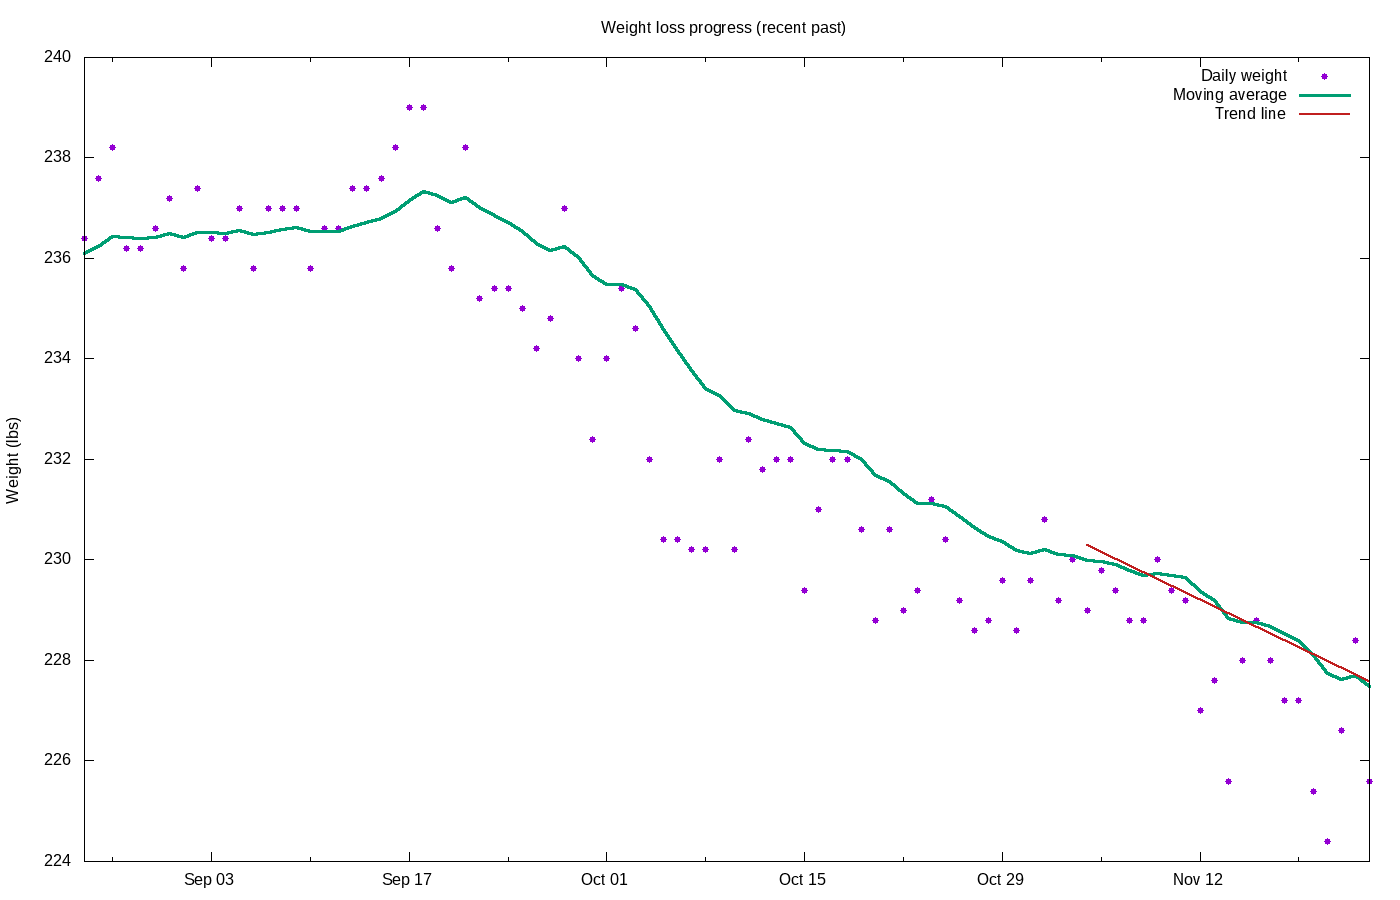 Weight loss progress (recent past)
Daily weight
Moving average
Trend line
240
238
236
234
232
230
228
226
224
Weight (lbs)
Sep 03 Sep 17 Oct 01 Oct 15 Oct 29 Nov 12